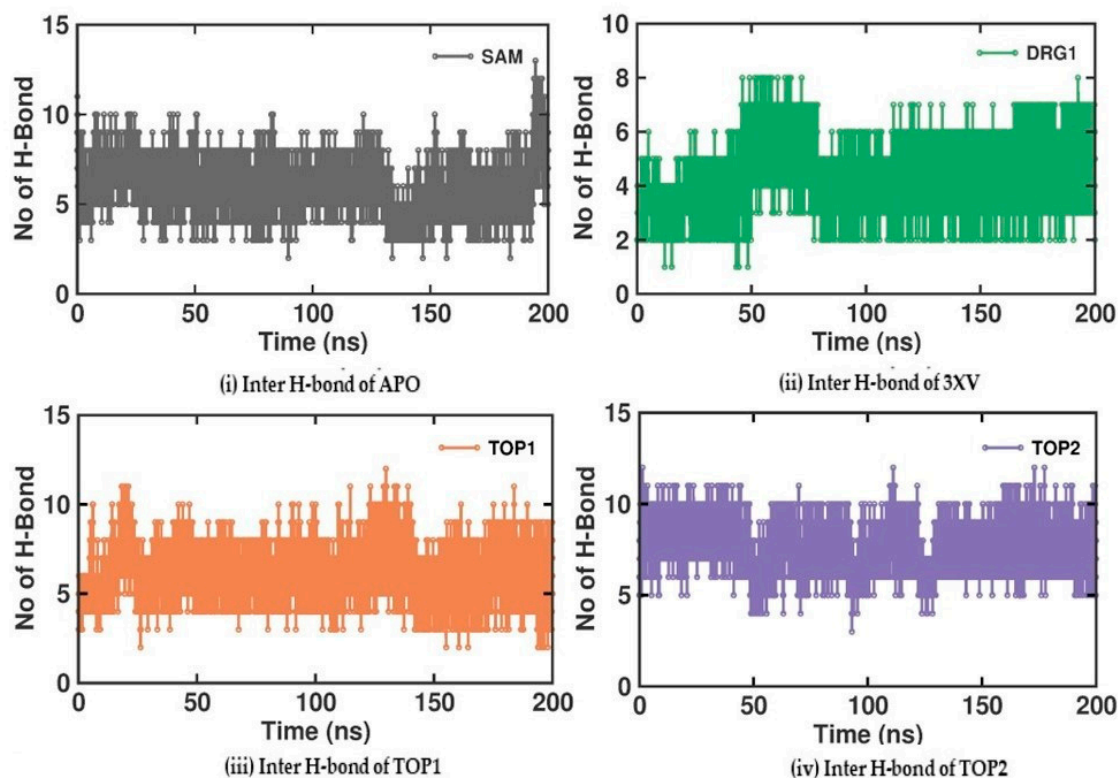 15
10
5
0
No of H-Bond
SAM
0 50 100 150 200
Time (ns)
(i) Inter H-bond of APO
10
8
6
4
2
0
No of H-Bond
DRG1
0 50 100 150 200
Time (ns)
(ii) Inter H-bond of 3XV
15
10
5
0
No of H-Bond
TOP1
0 50 100 150 200
Time (ns)
(iii) Inter H-bond of TOP1
15
10
5
0
No of H-Bond
TOP2
0 50 100 150 200
Time (ns)
(iv) Inter H-bond of TOP2